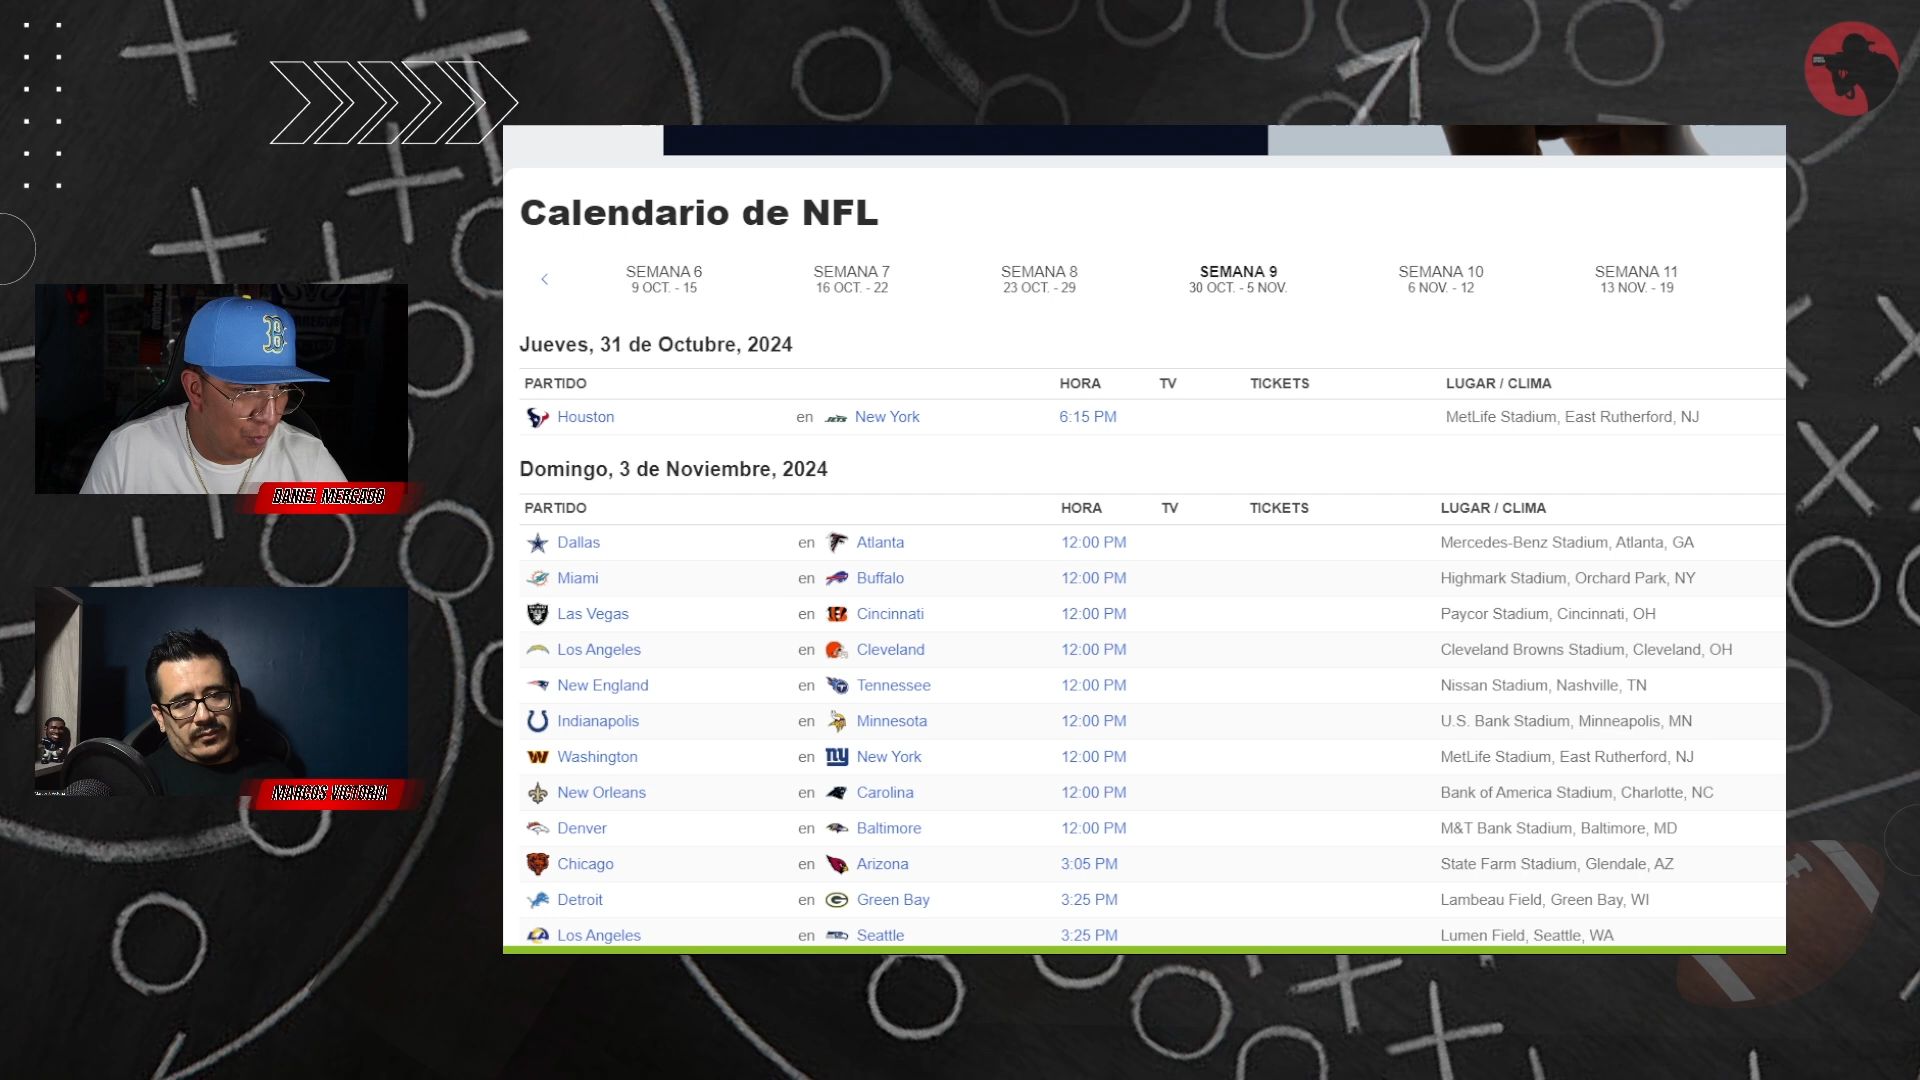 Calendario de NFL
SEMANA 6
9 OCT. - 15
SEMANA 7
16 OCT. - 22
SEMANA 8
23 OCT. - 29
SEMANA 9
30 OCT. - 5 NOV.
SEMANA 10
6 NOV. - 12
SEMANA 11
13 NOV. - 19
Jueves, 31 de Octubre, 2024
PARTIDO HORA TV TICKETS LUGAR / CLIMA
Houston en New York 6:15 PM MetLife Stadium, East Rutherford, NJ
Domingo, 3 de Noviembre, 2024
PARTIDO HORA TV TICKETS LUGAR / CLIMA
Dallas en Atlanta 12:00 PM Mercedes-Benz Stadium, Atlanta, GA
Miami en Buffalo 12:00 PM Highmark Stadium, Orchard Park, NY
Las Vegas en Cincinnati 12:00 PM Paycor Stadium, Cincinnati, OH
Los Angeles en Cleveland 12:00 PM Cleveland Browns Stadium, Cleveland, OH
New England en Tennessee 12:00 PM Nissan Stadium, Nashville, TN
Indianapolis en Minnesota 12:00 PM U.S. Bank Stadium, Minneapolis, MN
Washington en New York 12:00 PM MetLife Stadium, East Rutherford, NJ
New Orleans en Carolina 12:00 PM Bank of America Stadium, Charlotte, NC
Denver en Baltimore 12:00 PM M&T Bank Stadium, Baltimore, MD
Chicago en Arizona 3:05 PM State Farm Stadium, Glendale, AZ
Detroit en Green Bay 3:25 PM Lambeau Field, Green Bay, WI
Los Angeles en Seattle 3:25 PM Lumen Field, Seattle, WA
DANIEL MERCADO
MARCOS VICTORIA